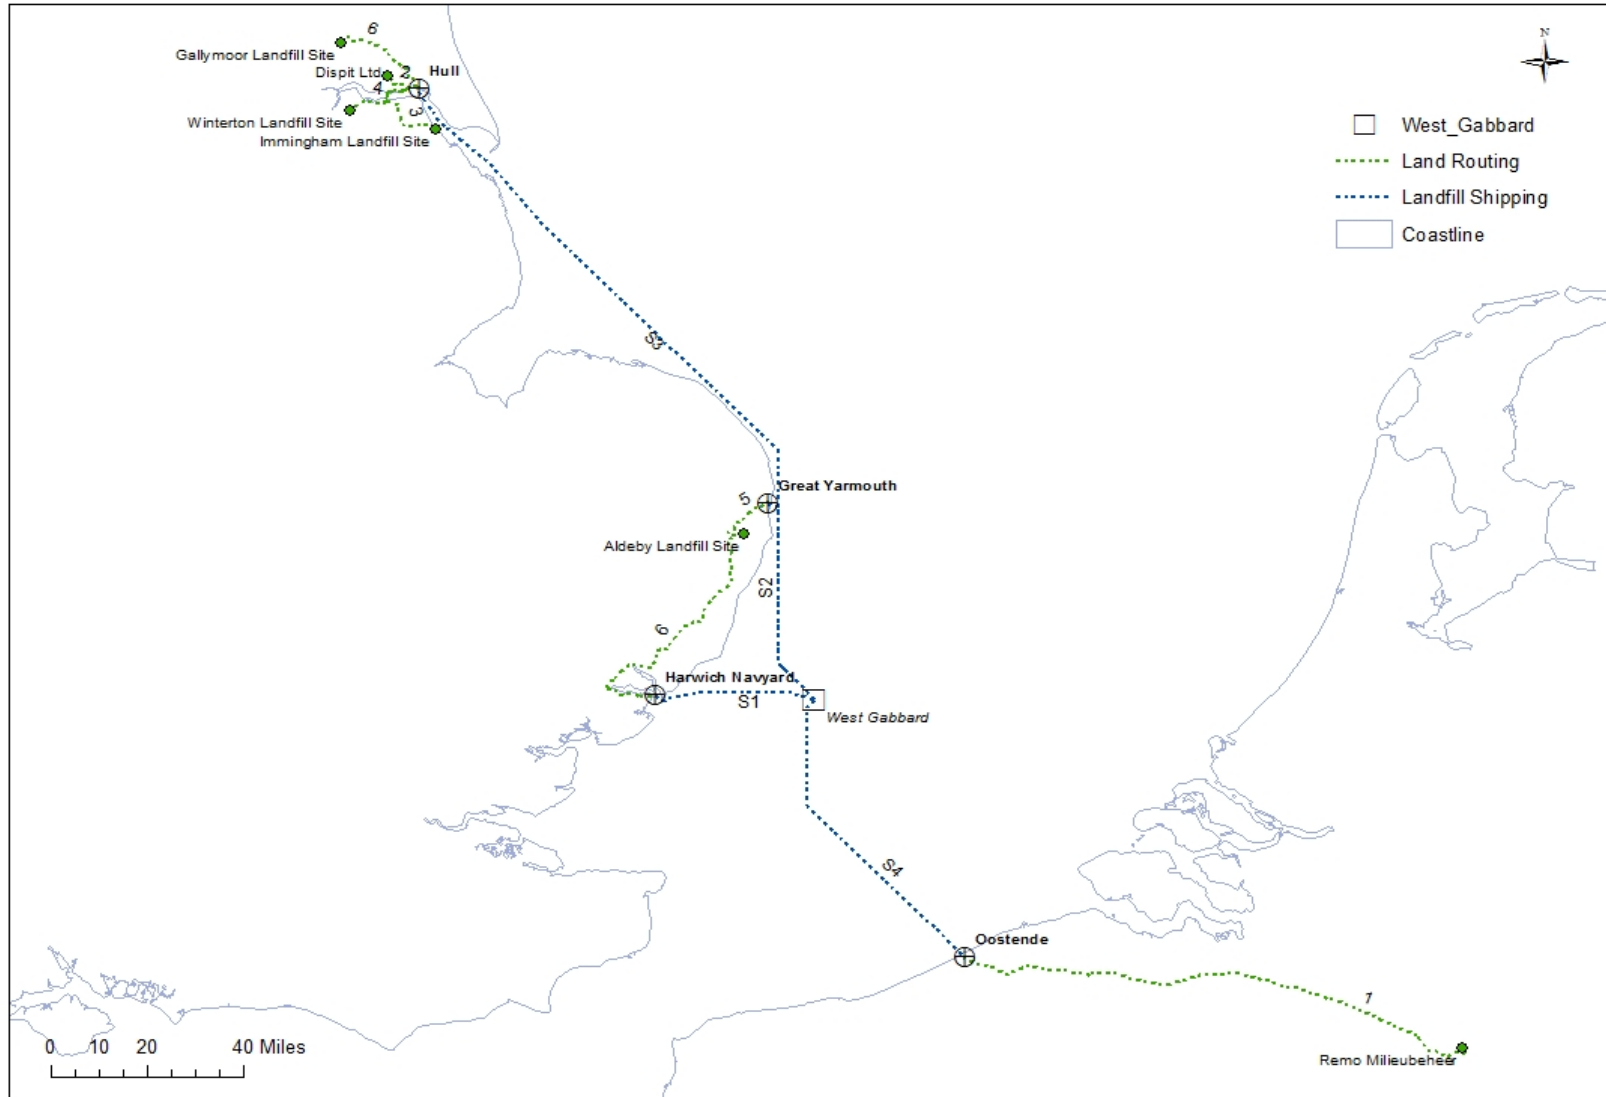 6
Gallymoor Landfill Site
Dispit Ltd
2
Hull
4
3
Winterton Landfill Site
Immingham Landfill Site
N
West_Gabbard
Land Routing
Landfill Shipping
Coastline
S3
Great Yarmouth
5
Aldeby Landfill Site
S2
6
Harwich Navyard
S1
West Gabbard
S4
Oostende
1
Remo Milieubeheer
0 10 20 40 Miles